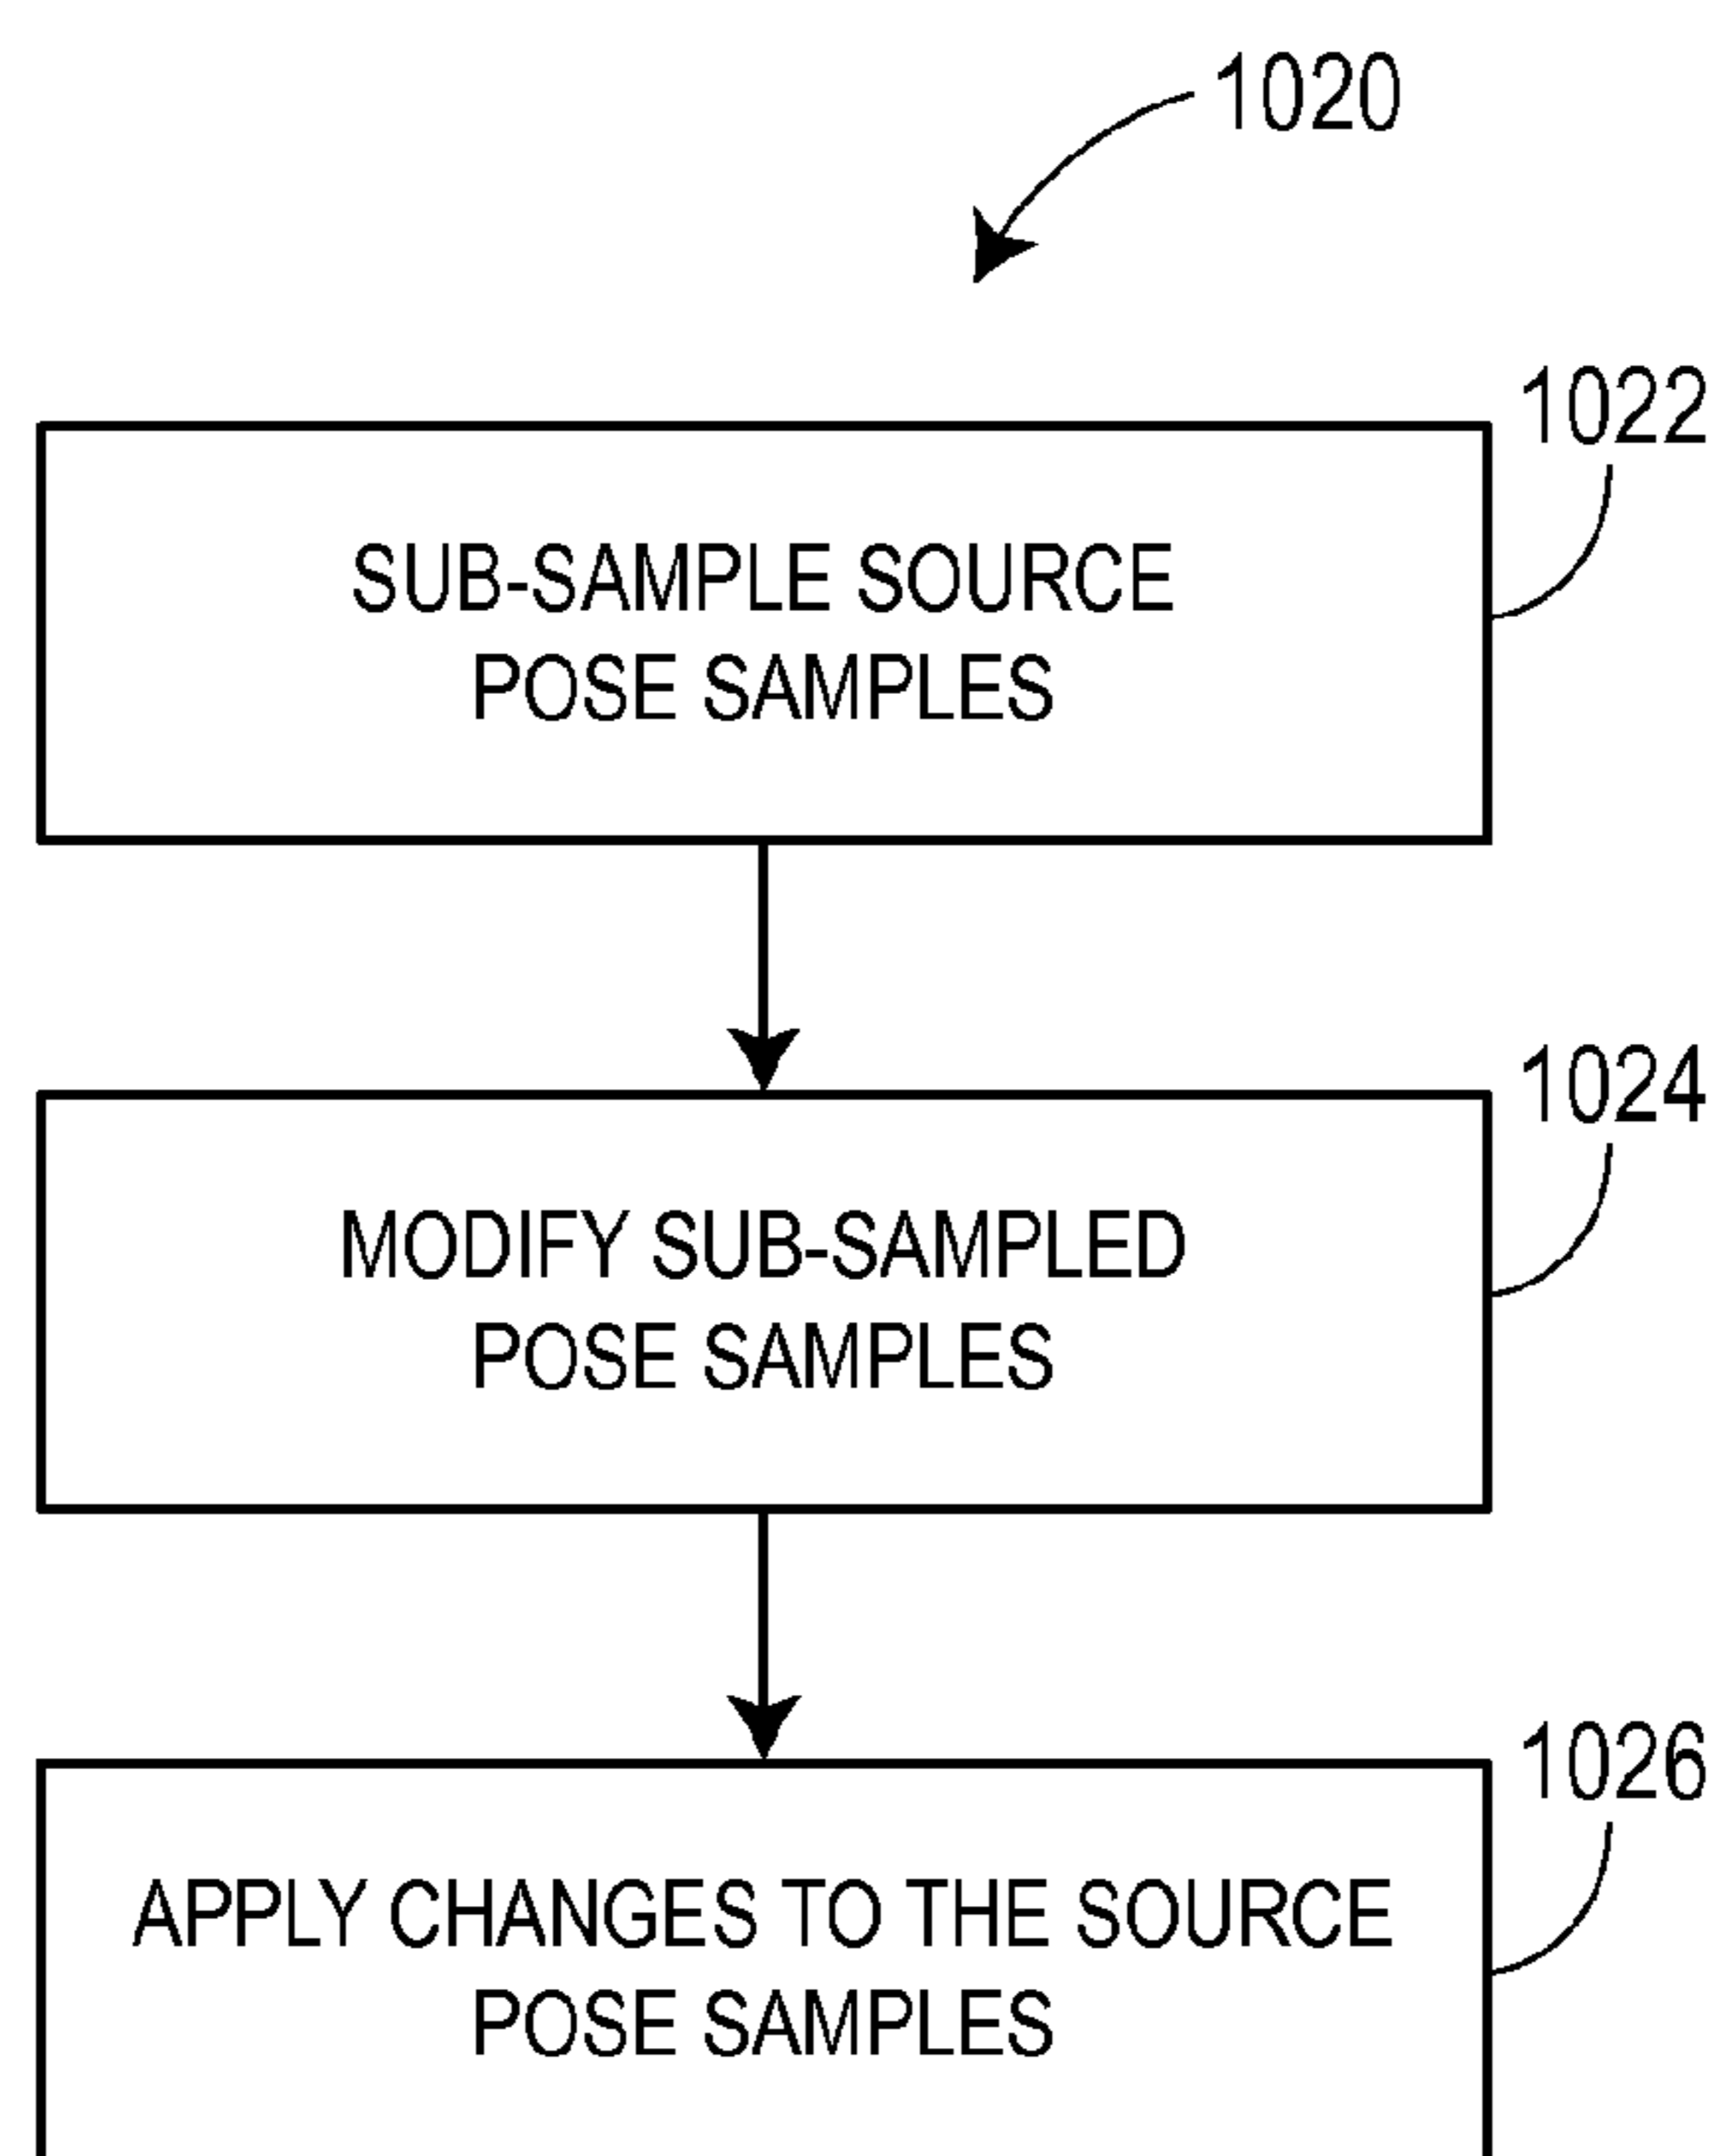 1020
1022
SUB-SAMPLE SOURCE
POSE SAMPLES
1024
MODIFY SUB-SAMPLED
POSE SAMPLES
1026
APPLY CHANGES TO THE SOURCE
POSE SAMPLES